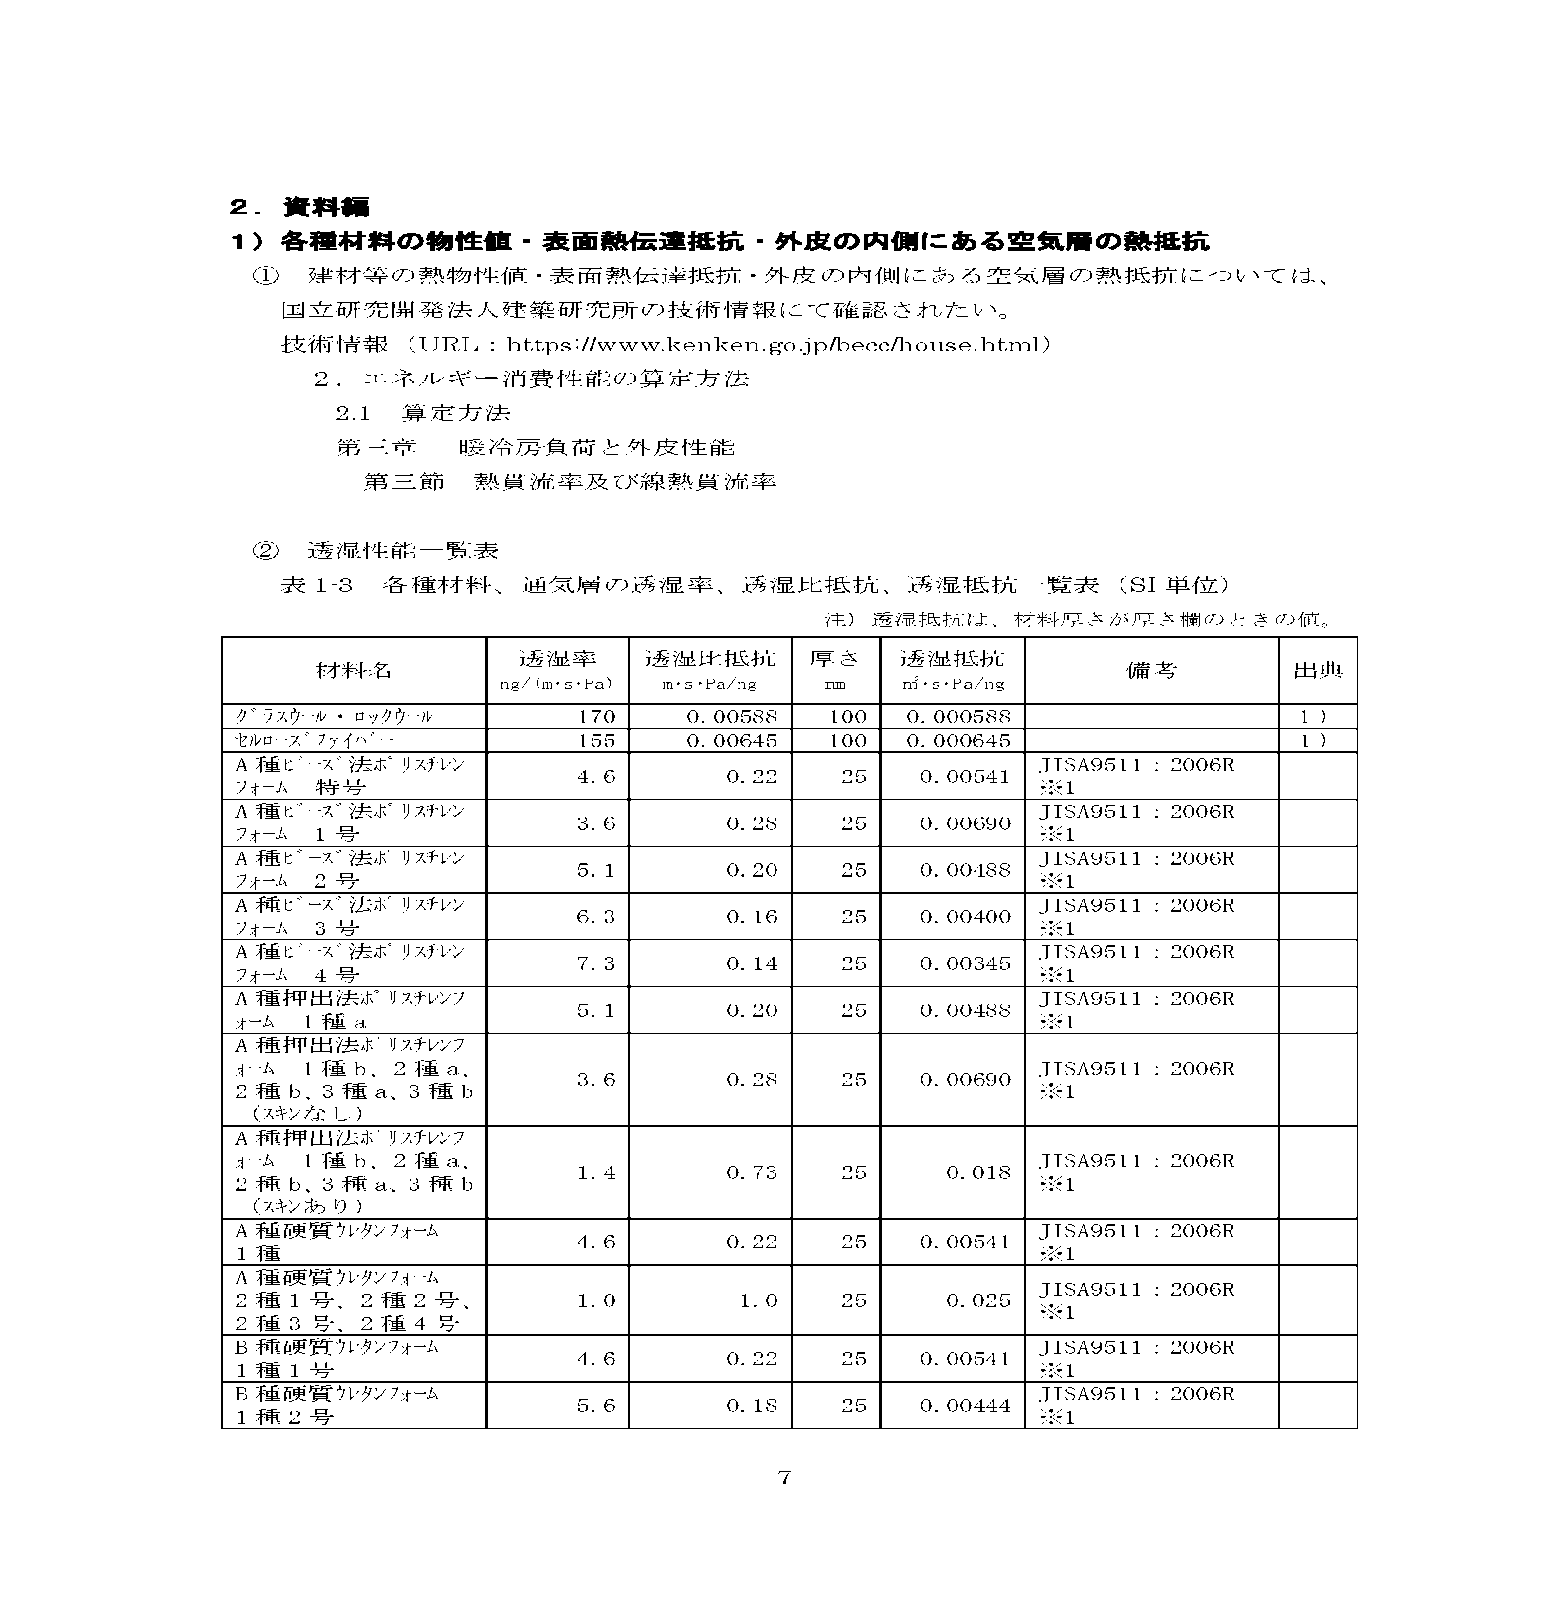 2．資料編
1）各種材料の物性値・表面熱伝達抵抗・外皮の内側にある空気層の熱抵抗
①　建材等の熱物性値・表面熱伝達抵抗・外皮の内側にある空気層の熱抵抗については、
国立研究開発法人建築研究所の技術情報にて確認されたい。
技術情報（URL：https://www.kenken.go.jp/becc/house.html）
2．エネルギー消費性能の算定方法
2.1　算定方法
第三章　暖冷房負荷と外皮性能
第三節　熱貫流率及び線熱貫流率
②　透湿性能一覧表
表 1-3　各種材料、通気層の透湿率、透湿比抵抗、透湿抵抗一覧表（SI 単位）
注）透湿抵抗は、材料厚さが厚さ欄のときの値。
材料名 透湿率 ng/(m・s・Pa) 透湿比抵抗 m・s・Pa/ng 厚さ mm 透湿抵抗 ㎡・s・Pa/ng 備考 出典
ｸﾞﾗｽｳｰﾙ・ﾛｯｸｳｰﾙ 170 0.00588 100 0.000588 1)
ｾﾙﾛｰｽﾞﾌｧｲﾊﾞｰ 155 0.00645 100 0.000645 1)
A 種ﾋﾞｰｽﾞ法ﾎﾟﾘｽﾁﾚﾝ
ﾌｫｰﾑ　特号 4.6 0.22 25 0.00541 JISA9511：2006R
※1
A 種ﾋﾞｰｽﾞ法ﾎﾟﾘｽﾁﾚﾝ
ﾌｫｰﾑ　1 号 3.6 0.28 25 0.00690 JISA9511：2006R
※1
A 種ﾋﾞｰｽﾞ法ﾎﾟﾘｽﾁﾚﾝ
ﾌｫｰﾑ　2 号 5.1 0.20 25 0.00488 JISA9511：2006R
※1
A 種ﾋﾞｰｽﾞ法ﾎﾟﾘｽﾁﾚﾝ
ﾌｫｰﾑ　3 号 6.3 0.16 25 0.00400 JISA9511：2006R
※1
A 種ﾋﾞｰｽﾞ法ﾎﾟﾘｽﾁﾚﾝ
ﾌｫｰﾑ　4 号 7.3 0.14 25 0.00345 JISA9511：2006R
※1
A 種押出法ﾎﾟﾘｽﾁﾚﾝﾌ
ｫｰﾑ　1 種 a 5.1 0.20 25 0.00488 JISA9511：2006R
※1
A 種押出法ﾎﾟﾘｽﾁﾚﾝﾌ
ｫｰﾑ　1 種 b、2 種 a、
2 種 b、3 種 a、3 種 b
（ｽｷﾝなし） 3.6 0.28 25 0.00690 JISA9511：2006R
※1
A 種押出法ﾎﾟﾘｽﾁﾚﾝﾌ
ｫｰﾑ　1 種 b、2 種 a、
2 種 b、3 種 a、3 種 b
（ｽｷﾝあり） 1.4 0.73 25 0.018 JISA9511：2006R
※1
A 種硬質ｳﾚﾀﾝﾌｫｰﾑ
1 種 4.6 0.22 25 0.00541 JISA9511：2006R
※1
A 種硬質ｳﾚﾀﾝﾌｫｰﾑ
2 種 1 号、2 種 2 号、
2 種 3 号、2 種 4 号 1.0 1.0 25 0.025 JISA9511：2006R
※1
B 種硬質ｳﾚﾀﾝﾌｫｰﾑ
1 種 1 号 4.6 0.22 25 0.00541 JISA9511：2006R
※1
B 種硬質ｳﾚﾀﾝﾌｫｰﾑ
1 種 2 号 5.6 0.18 25 0.00444 JISA9511：2006R
※1
7